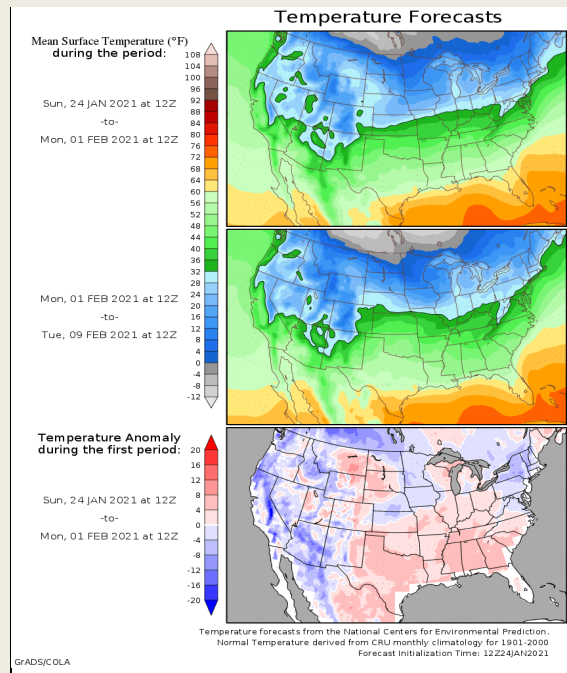 Temperature Forecasts
Mean Surface Temperature (°F)
during the period:
Sun, 24 JAN 2021 at 12Z
-to-
Mon, 01 FEB 2021 at 12Z
108
104
100
96
92
88
84
80
76
72
68
64
60
56
52
48
44
40
36
32
28
24
20
16
12
8
4
0
-4
-8
-12
Mon, 01 FEB 2021 at 12Z
-to-
Tue, 09 FEB 2021 at 12Z
Temperature Anomaly
during the first period:
Sun, 24 JAN 2021 at 12Z
-to-
Mon, 01 FEB 2021 at 12Z
20
16
12
8
4
0
-4
-8
-12
-16
-20
Temperature forecasts from the National Centers for Environmental Prediction.
Normal Temperature derived from CRU monthly climatology for 1901-2000
Forecast Initialization Time: 12Z24JAN2021
GrADS/COLA